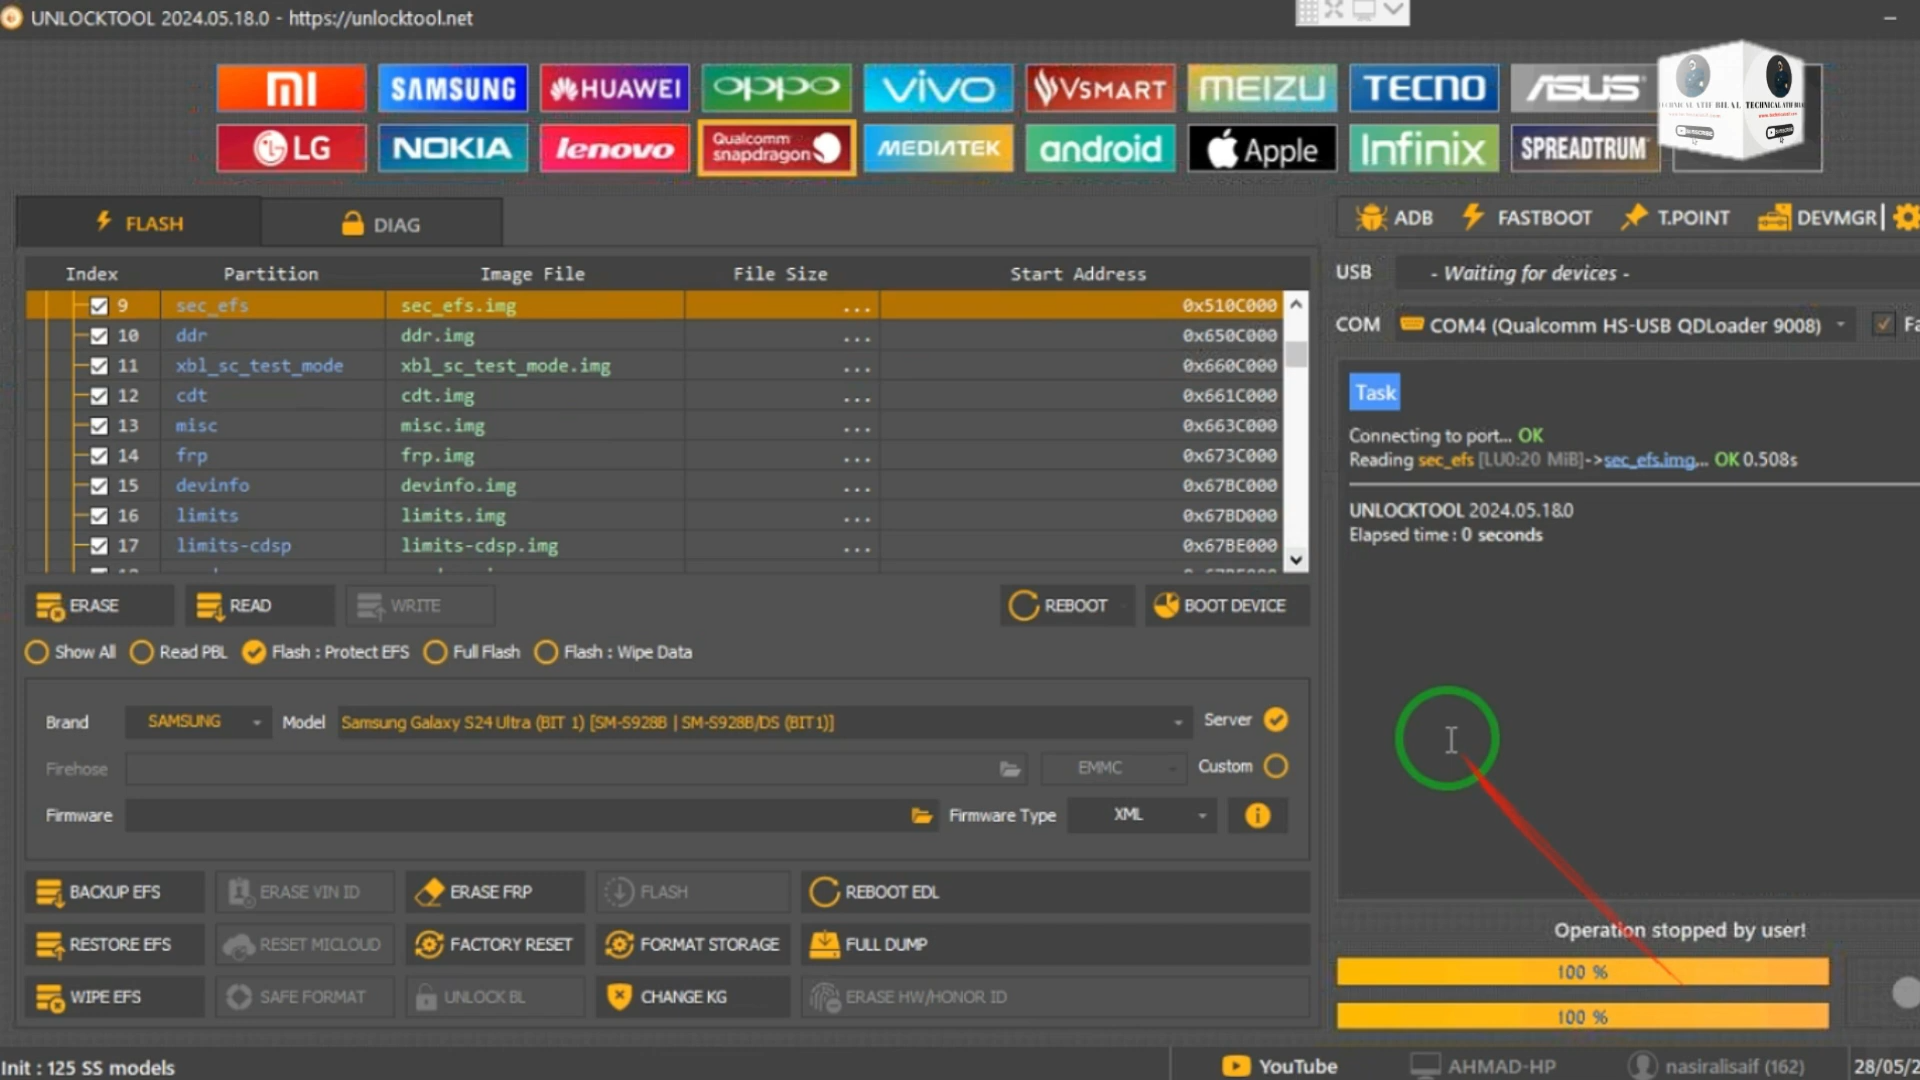 UNLOCKTOOL 2024.05.18.0 - https://unlocktool.net
MI SAMSUNG HUAWEI oppo vivo VSMART MEIZU TECNO ASUS
LG NOKIA lenovo Qualcomm snapdragon MEDIATEK android Apple Infinix SPREADTRUM
FLASH DIAG
ADB FASTBOOT T.POINT DEVMGR
Index Partition Image File File Size Start Address
9 sec_efs sec_efs.img ... 0x510C000
10 ddr ddr.img ... 0x650C000
11 xbl_sc_test_mode xbl_sc_test_mode.img ... 0x660C000
12 cdt cdt.img ... 0x661C000
13 misc misc.img ... 0x663C000
14 frp frp.img ... 0x673C000
15 devinfo devinfo.img ... 0x67BC000
16 limits limits.img ... 0x67BD000
17 limits-cdsp limits-cdsp.img ... 0x67BE000
USB - Waiting for devices -
COM COM4 (Qualcomm HS-USB QDLoader 9008) Fa
Task
Connecting to port... OK
Reading sec_efs [LU0:20 MiB]->sec_efs.img... OK 0.508s
UNLOCKTOOL 2024.05.18.0
Elapsed time : 0 seconds
ERASE READ WRITE REBOOT BOOT DEVICE
Show All Read PBL Flash : Protect EFS Full Flash Flash : Wipe Data
Brand SAMSUNG Model Samsung Galaxy S24 Ultra (BIT 1) [SM-S928B | SM-S928B/DS (BIT1)] Server
Firehose EMMC Custom
Firmware Firmware Type XML
BACKUP EFS ERASE VIN ID ERASE FRP FLASH REBOOT EDL
RESTORE EFS RESET MICLOUD FACTORY RESET FORMAT STORAGE FULL DUMP
WIPE EFS SAFE FORMAT UNLOCK BL CHANGE KG ERASE HW/HONOR ID
Operation stopped by user!
100 %
100 %
Init : 125 SS models YouTube AHMAD-HP nasiralisaif (162) 28/05/2